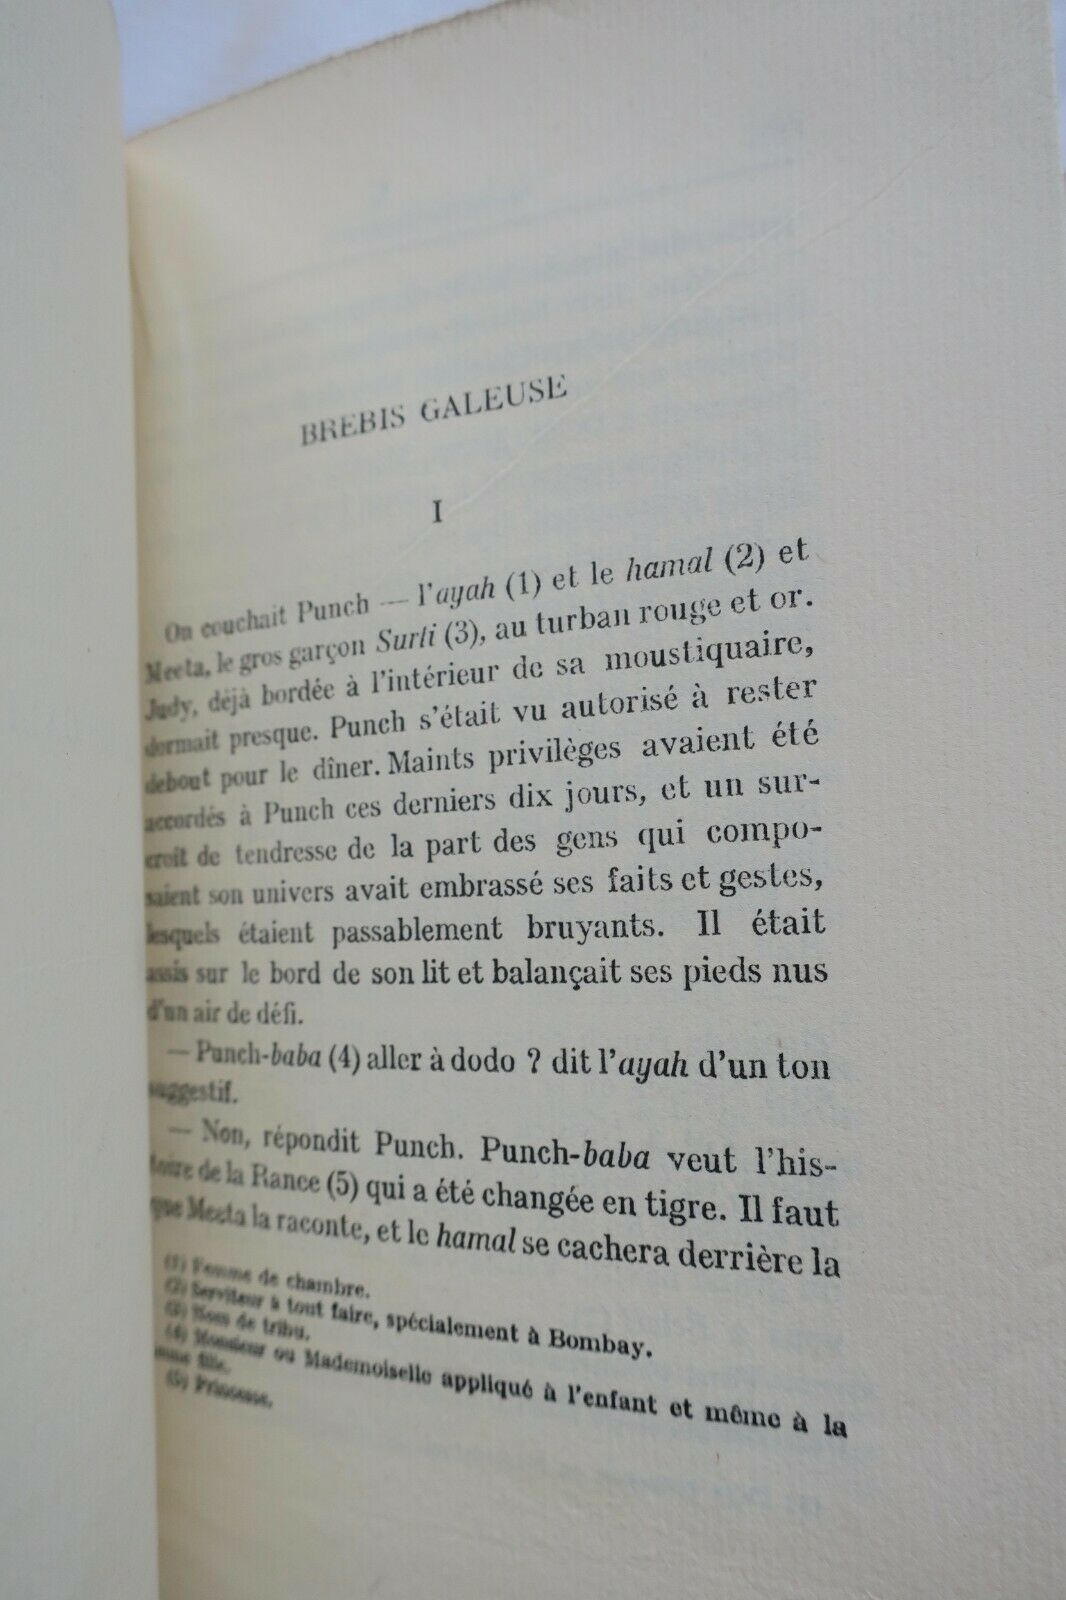 BREBIS GALEUSE
I
On couchait Punch — l'ayah (1) et le hamal (2) et
Meeta, le gros garçon Surti (3), au turban rouge et or.
Judy, déjà bordée à l'intérieur de sa moustiquaire,
dormait presque. Punch s'était vu autorisé à rester
debout pour le dîner. Maints privilèges avaient été
accordés à Punch ces derniers dix jours, et un sur-
croît de tendresse de la part des gens qui compo-
saient son univers avait embrassé ses faits et gestes,
lesquels étaient passablement bruyants. Il était
assis sur le bord de son lit et balançait ses pieds nus
d'un air de défi.
— Punch-baba (4) aller à dodo ? dit l'ayah d'un ton
suggestif.
— Non, répondit Punch. Punch-baba veut l'his-
toire de la Rance (5) qui a été changée en tigre. Il faut
que Meeta la raconte, et le hamal se cachera derrière la
(1) Femme de chambre.
(2) Serviteur à tout faire, spécialement à Bombay.
(3) Nom de tribu.
(4) Monsieur ou Mademoiselle appliqué à l'enfant et même à la
jeune fille.
(5) Princesse.